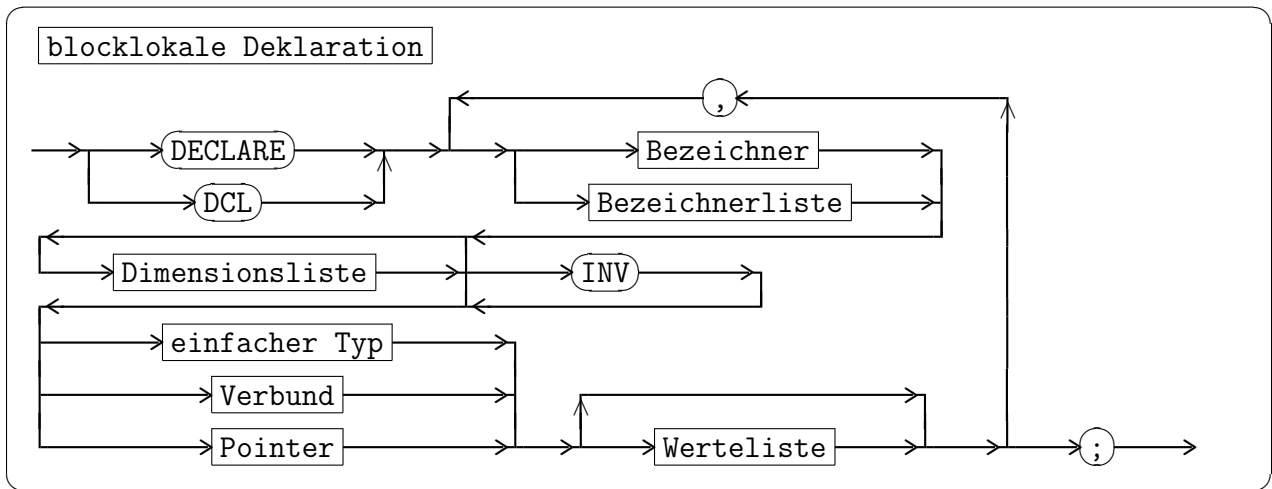 blocklokale Deklaration
,
DECLARE Bezeichner
DCL Bezeichnerliste
Dimensionsliste INV
einfacher Typ
Verbund
Pointer Werteliste ;